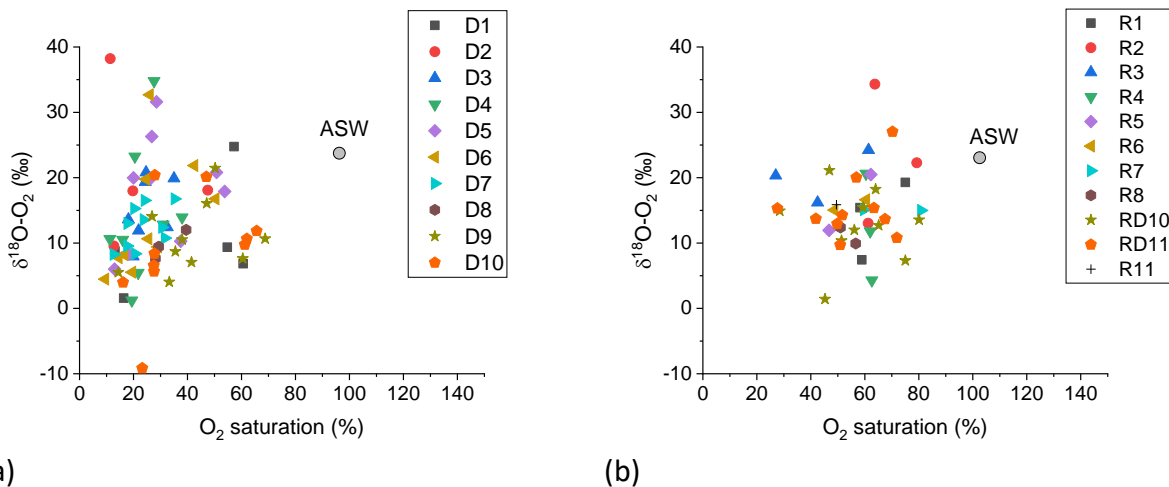 D1
D2
D3
D4
D5
D6
D7
D8
D9
D10
40
30
20
10
0
-10
δ¹⁸O-O₂ (‰)
ASW
0 20 40 60 80 100 120 140
O₂ saturation (%)
a)
R1
R2
R3
R4
R5
R6
R7
R8
RD10
RD11
R11
40
30
20
10
0
-10
δ¹⁸O-O₂ (‰)
ASW
0 20 40 60 80 100 120 140
O₂ saturation (%)
(b)